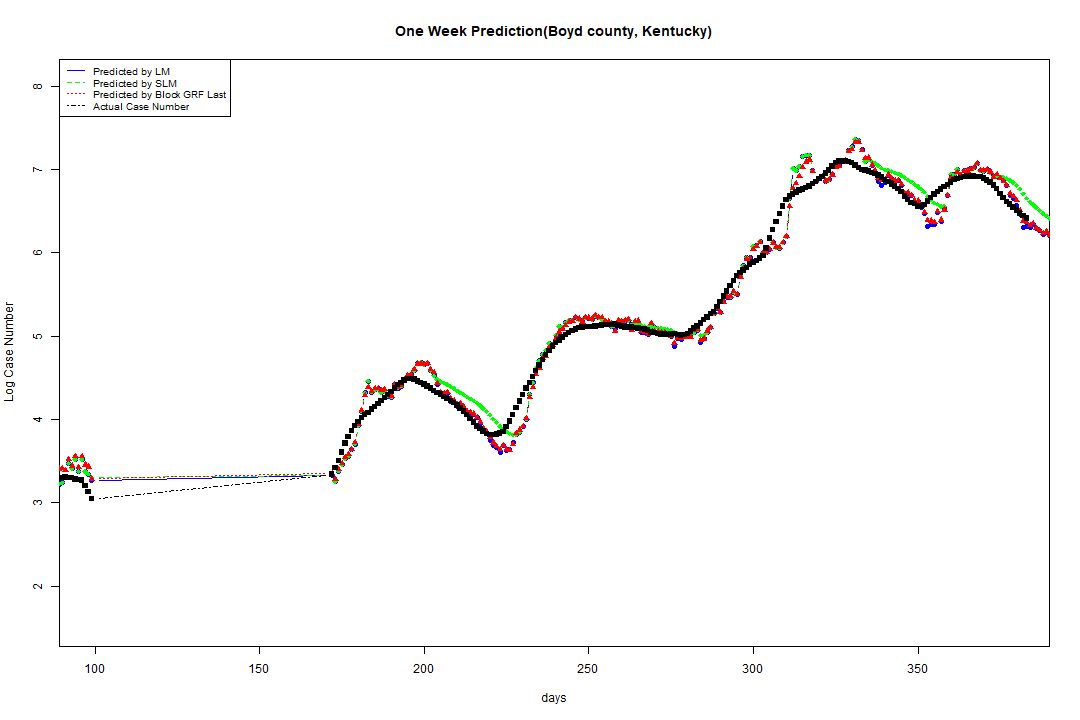 One Week Prediction(Boyd county, Kentucky)
Predicted by LM
Predicted by SLM
Predicted by Block GRF Last
Actual Case Number
8
7
6
5
4
3
2
Log Case Number
100 150 200 250 300 350
days